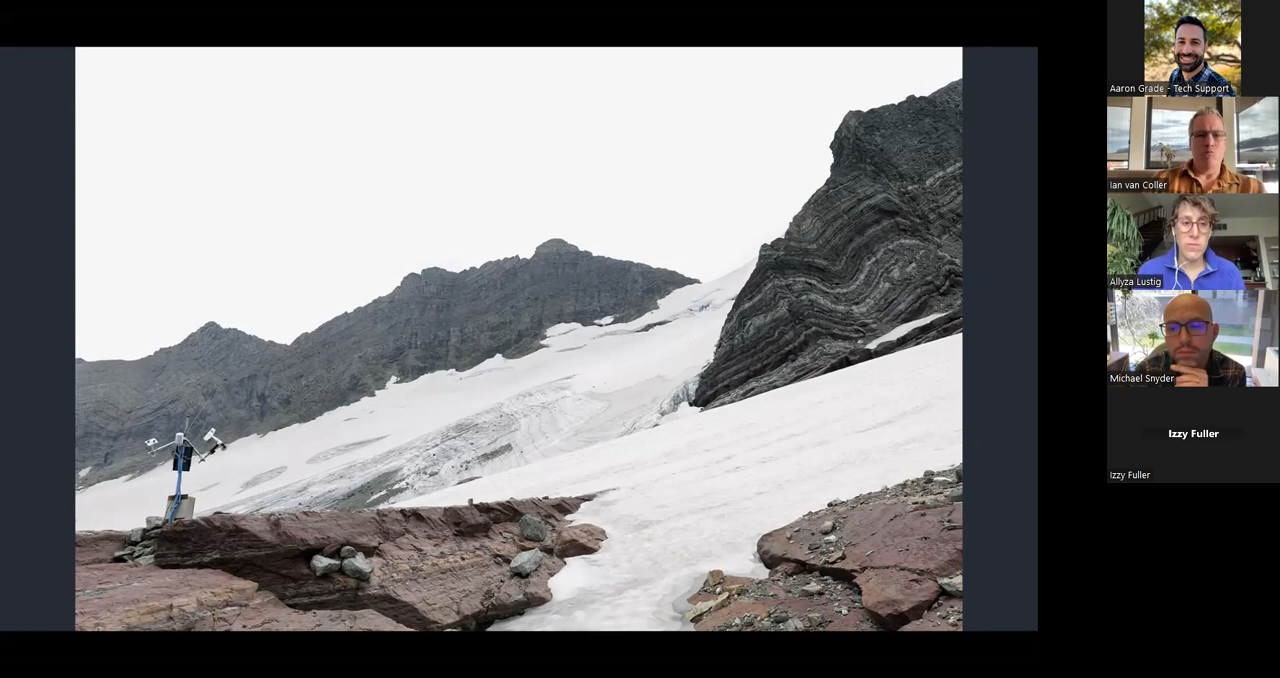 Aaron Grade - Tech Support
Ian van Coller
Allyza Lustig
Michael Snyder
Izzy Fuller
Izzy Fuller